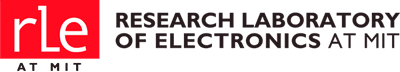 rle
AT MIT
RESEARCH LABORATORY
OF ELECTRONICS AT MIT